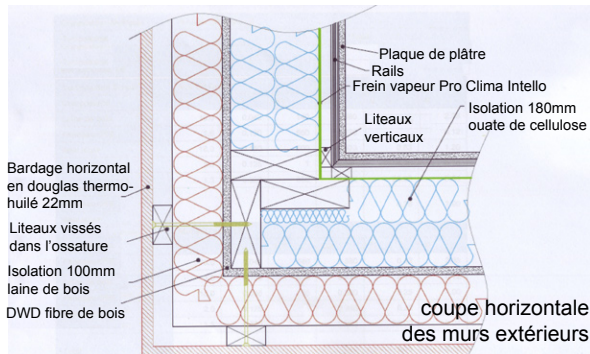 Plaque de plâtre
Rails
Frein vapeur Pro Clima Intello
Liteaux
verticaux
Isolation 180mm
ouate de cellulose
Bardage horizontal
en douglas thermo-
huilé 22mm
Liteaux vissés
dans l'ossature
Isolation 100mm
laine de bois
DWD fibre de bois
coupe horizontale
des murs extérieurs